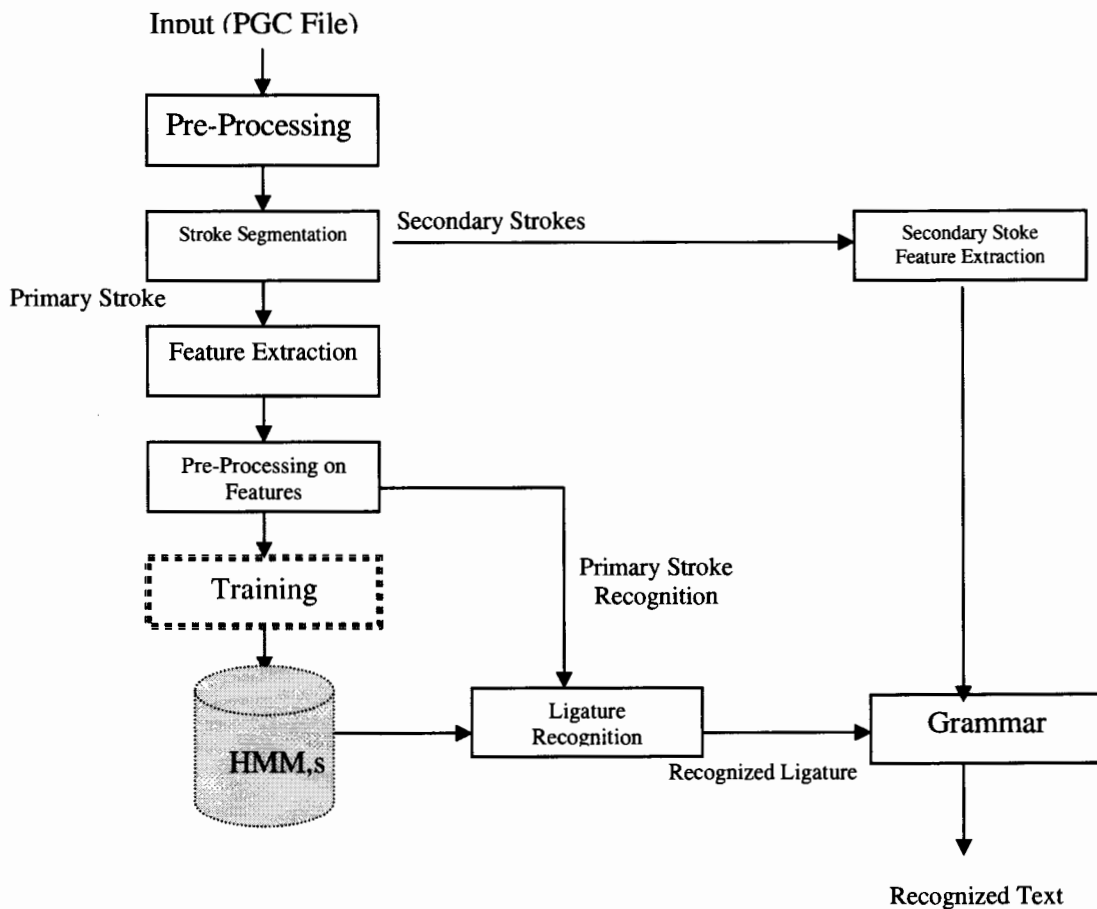 Input (PGC File)
Pre-Processing
Stroke Segmentation
Secondary Strokes
Secondary Stoke
Feature Extraction
Primary Stroke
Feature Extraction
Pre-Processing on
Features
Training
Primary Stroke
Recognition
HMM,s
Ligature
Recognition
Recognized Ligature
Grammar
Recognized Text